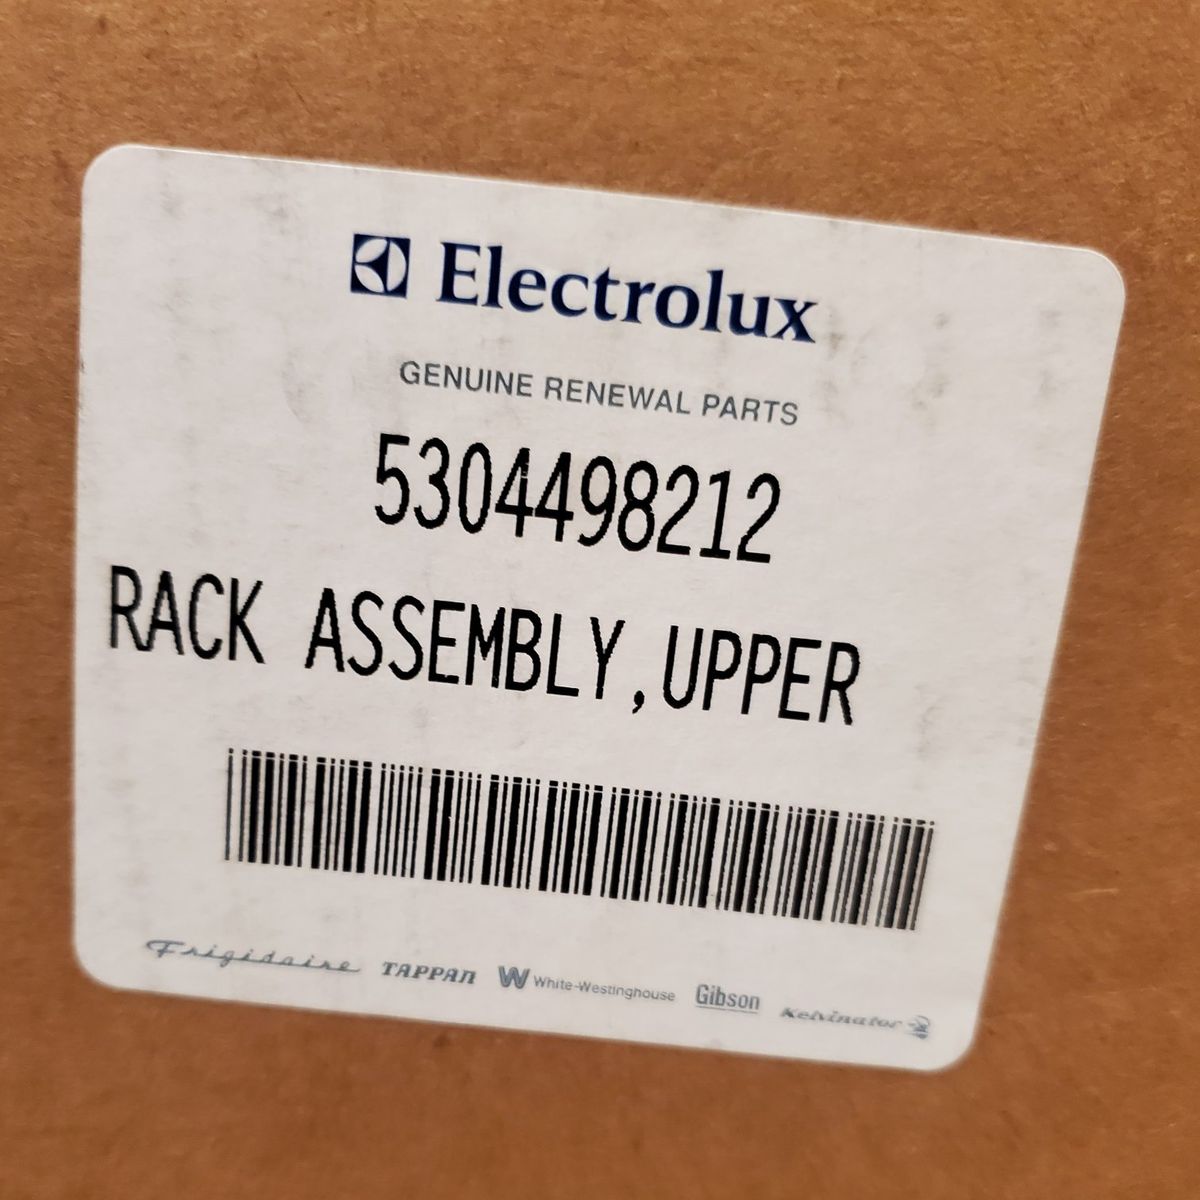 Electrolux
GENUINE RENEWAL PARTS
5304498212
RACK ASSEMBLY,UPPER
Frigidaire TAPPAN W White-Westinghouse Gibson Kelvinator